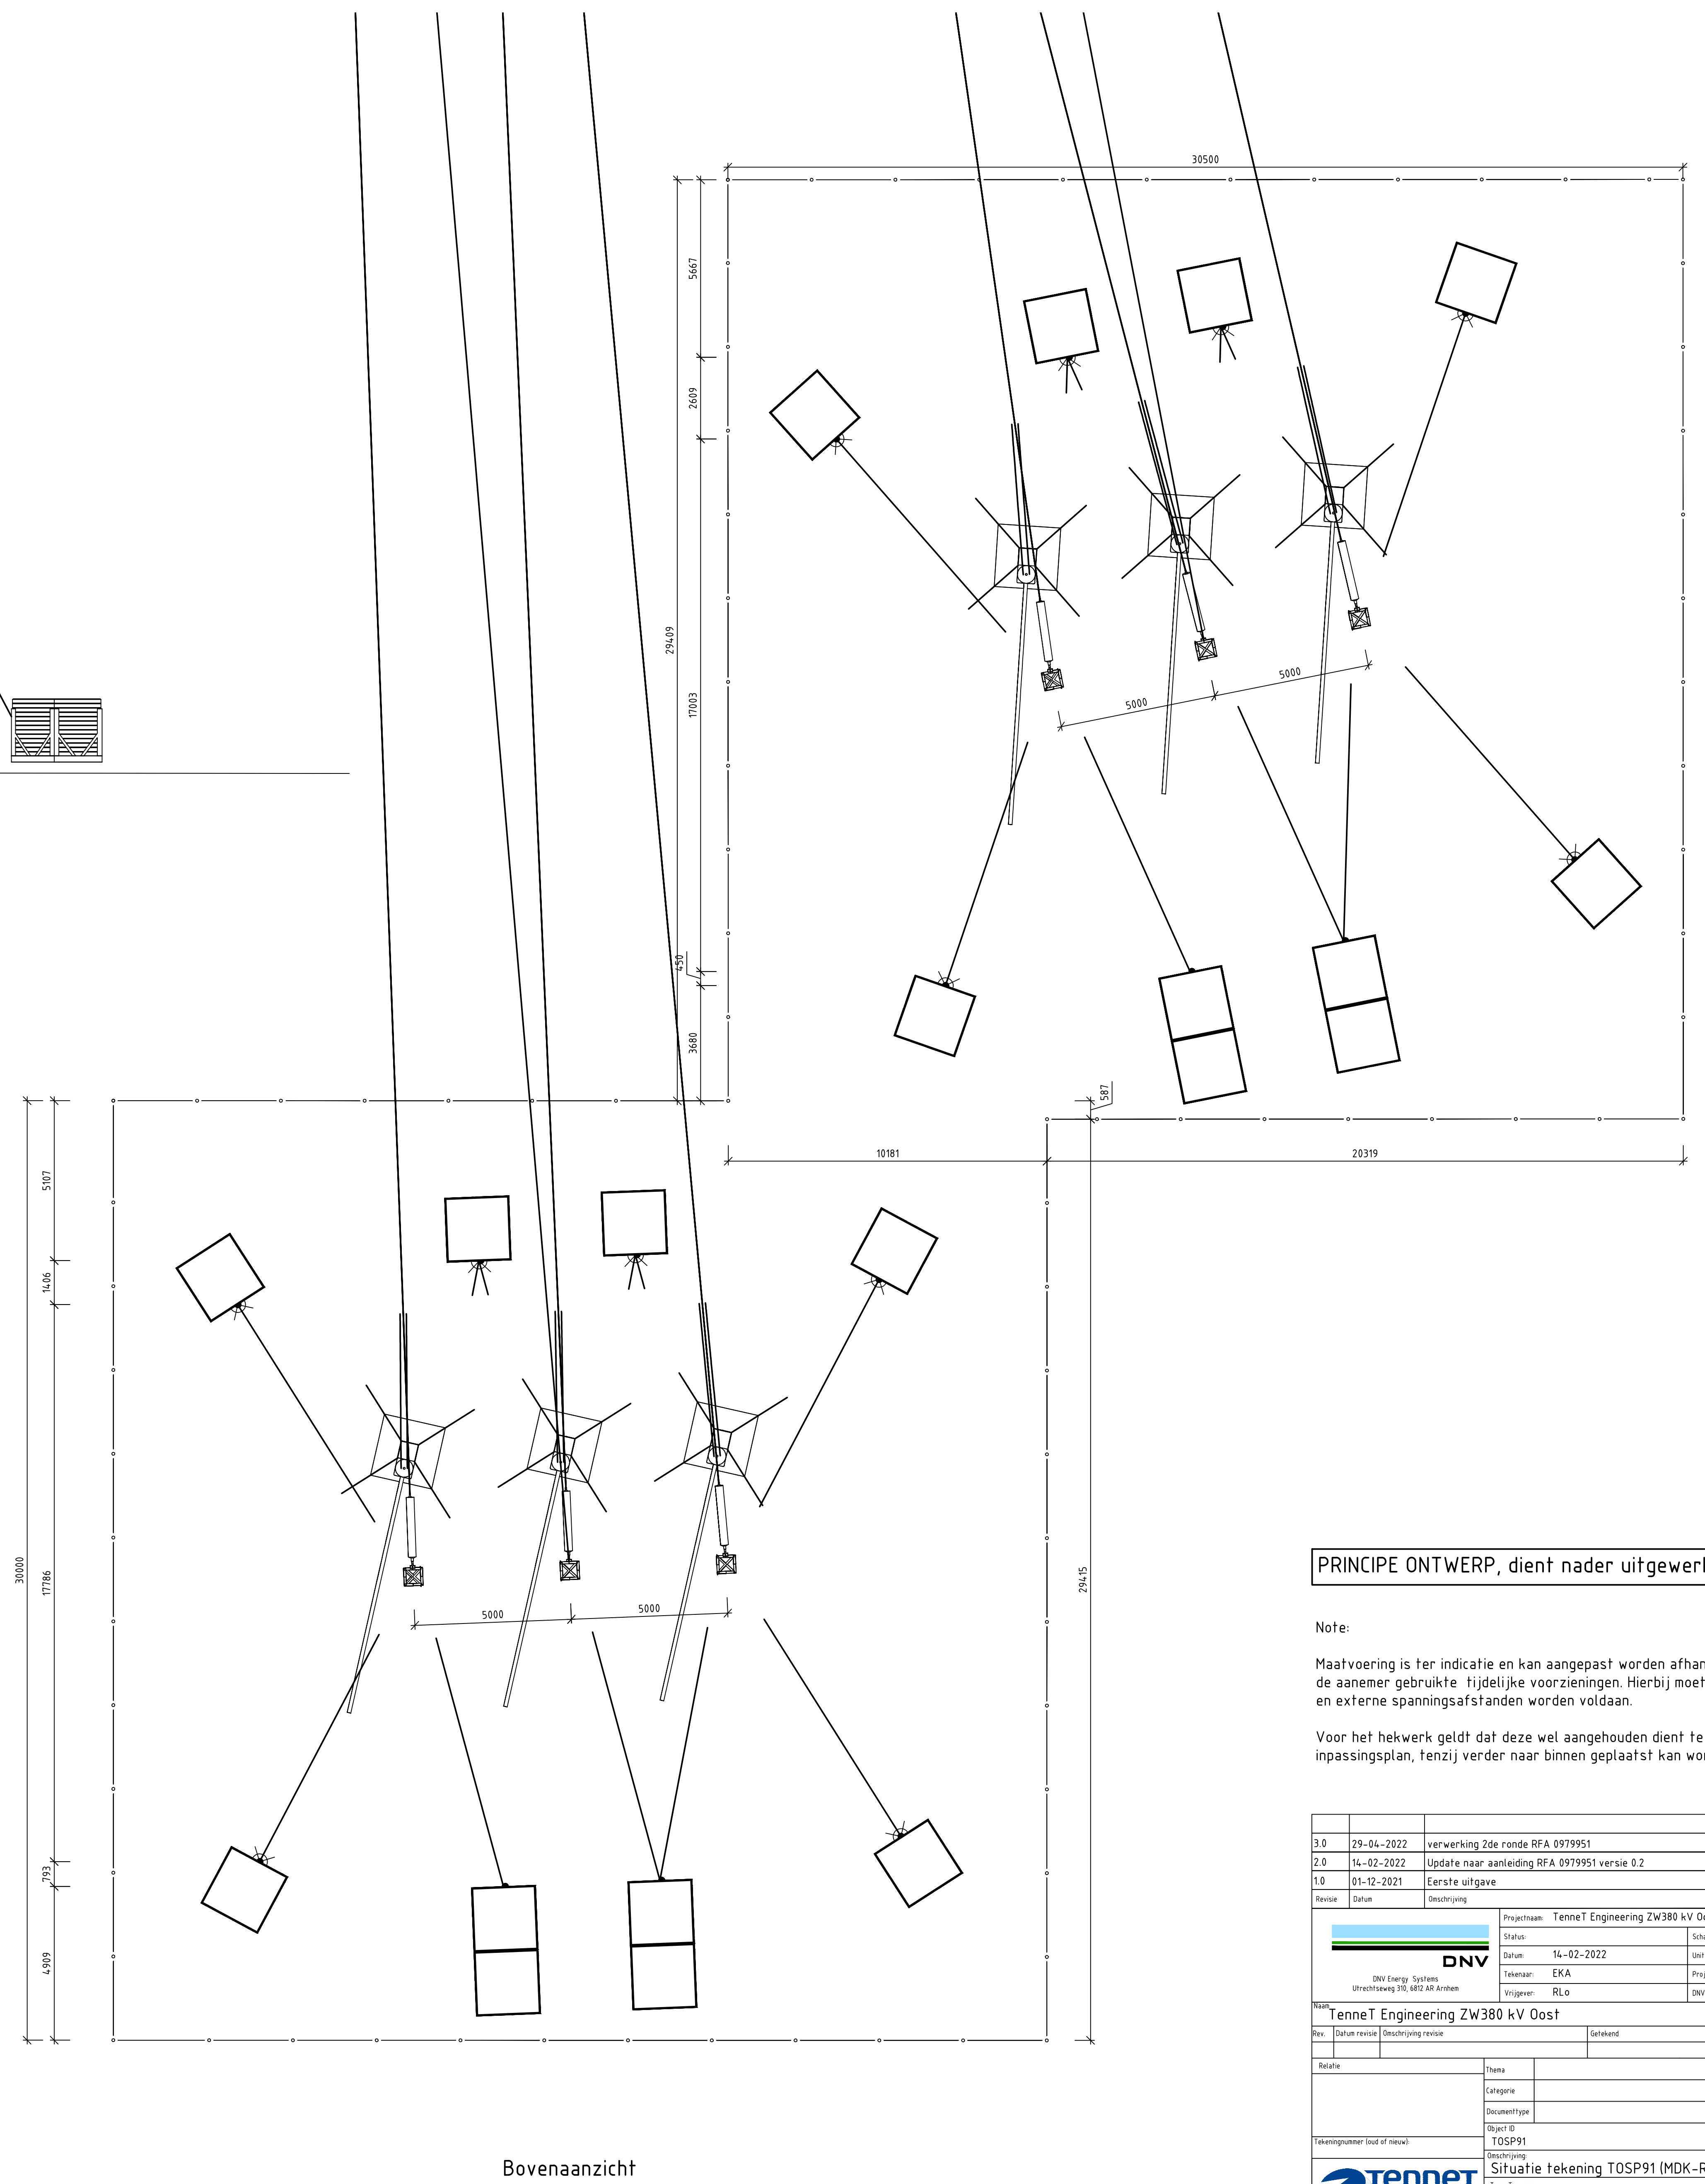 30500
5667
2609
29409
17003
450
3680
5000
5000
587
10181
20319
5107
1406
30000
17786
793
4909
29415
5000
5000
Bovenaanzicht
PRINCIPE ONTWERP, dient nader uitgewerk
Note:
Maatvoering is ter indicatie en kan aangepast worden afhan
de aanemer gebruikte tijdelijke voorzieningen. Hierbij moet
en externe spanningsafstanden worden voldaan.
Voor het hekwerk geldt dat deze wel aangehouden dient te
inpassingsplan, tenzij verder naar binnen geplaatst kan wor
3.0 29-04-2022 verwerking 2de ronde RFA 0979951
2.0 14-02-2022 Update naar aanleiding RFA 0979951 versie 0.2
1.0 01-12-2021 Eerste uitgave
Revisie Datum Omschrijving
DNV
DNV Energy Systems
Utrechtseweg 310, 6812 AR Arnhem
Projectnaam: TenneT Engineering ZW380 kV Oo
Status: Scha
Datum: 14-02-2022 Unit
Tekenaar: EKA Proj
Vrijgever: RLo DNV
Naam
TenneT Engineering ZW380 kV Oost
Rev. Datum revisie Omschrijving revisie Getekend
Relatie
Thema
Categorie
Documenttype
Object ID
TOSP91
Tekeningnummer (oud of nieuw):
Omschrijving:
Situatie tekening TOSP91 (MDK-R
TenneT